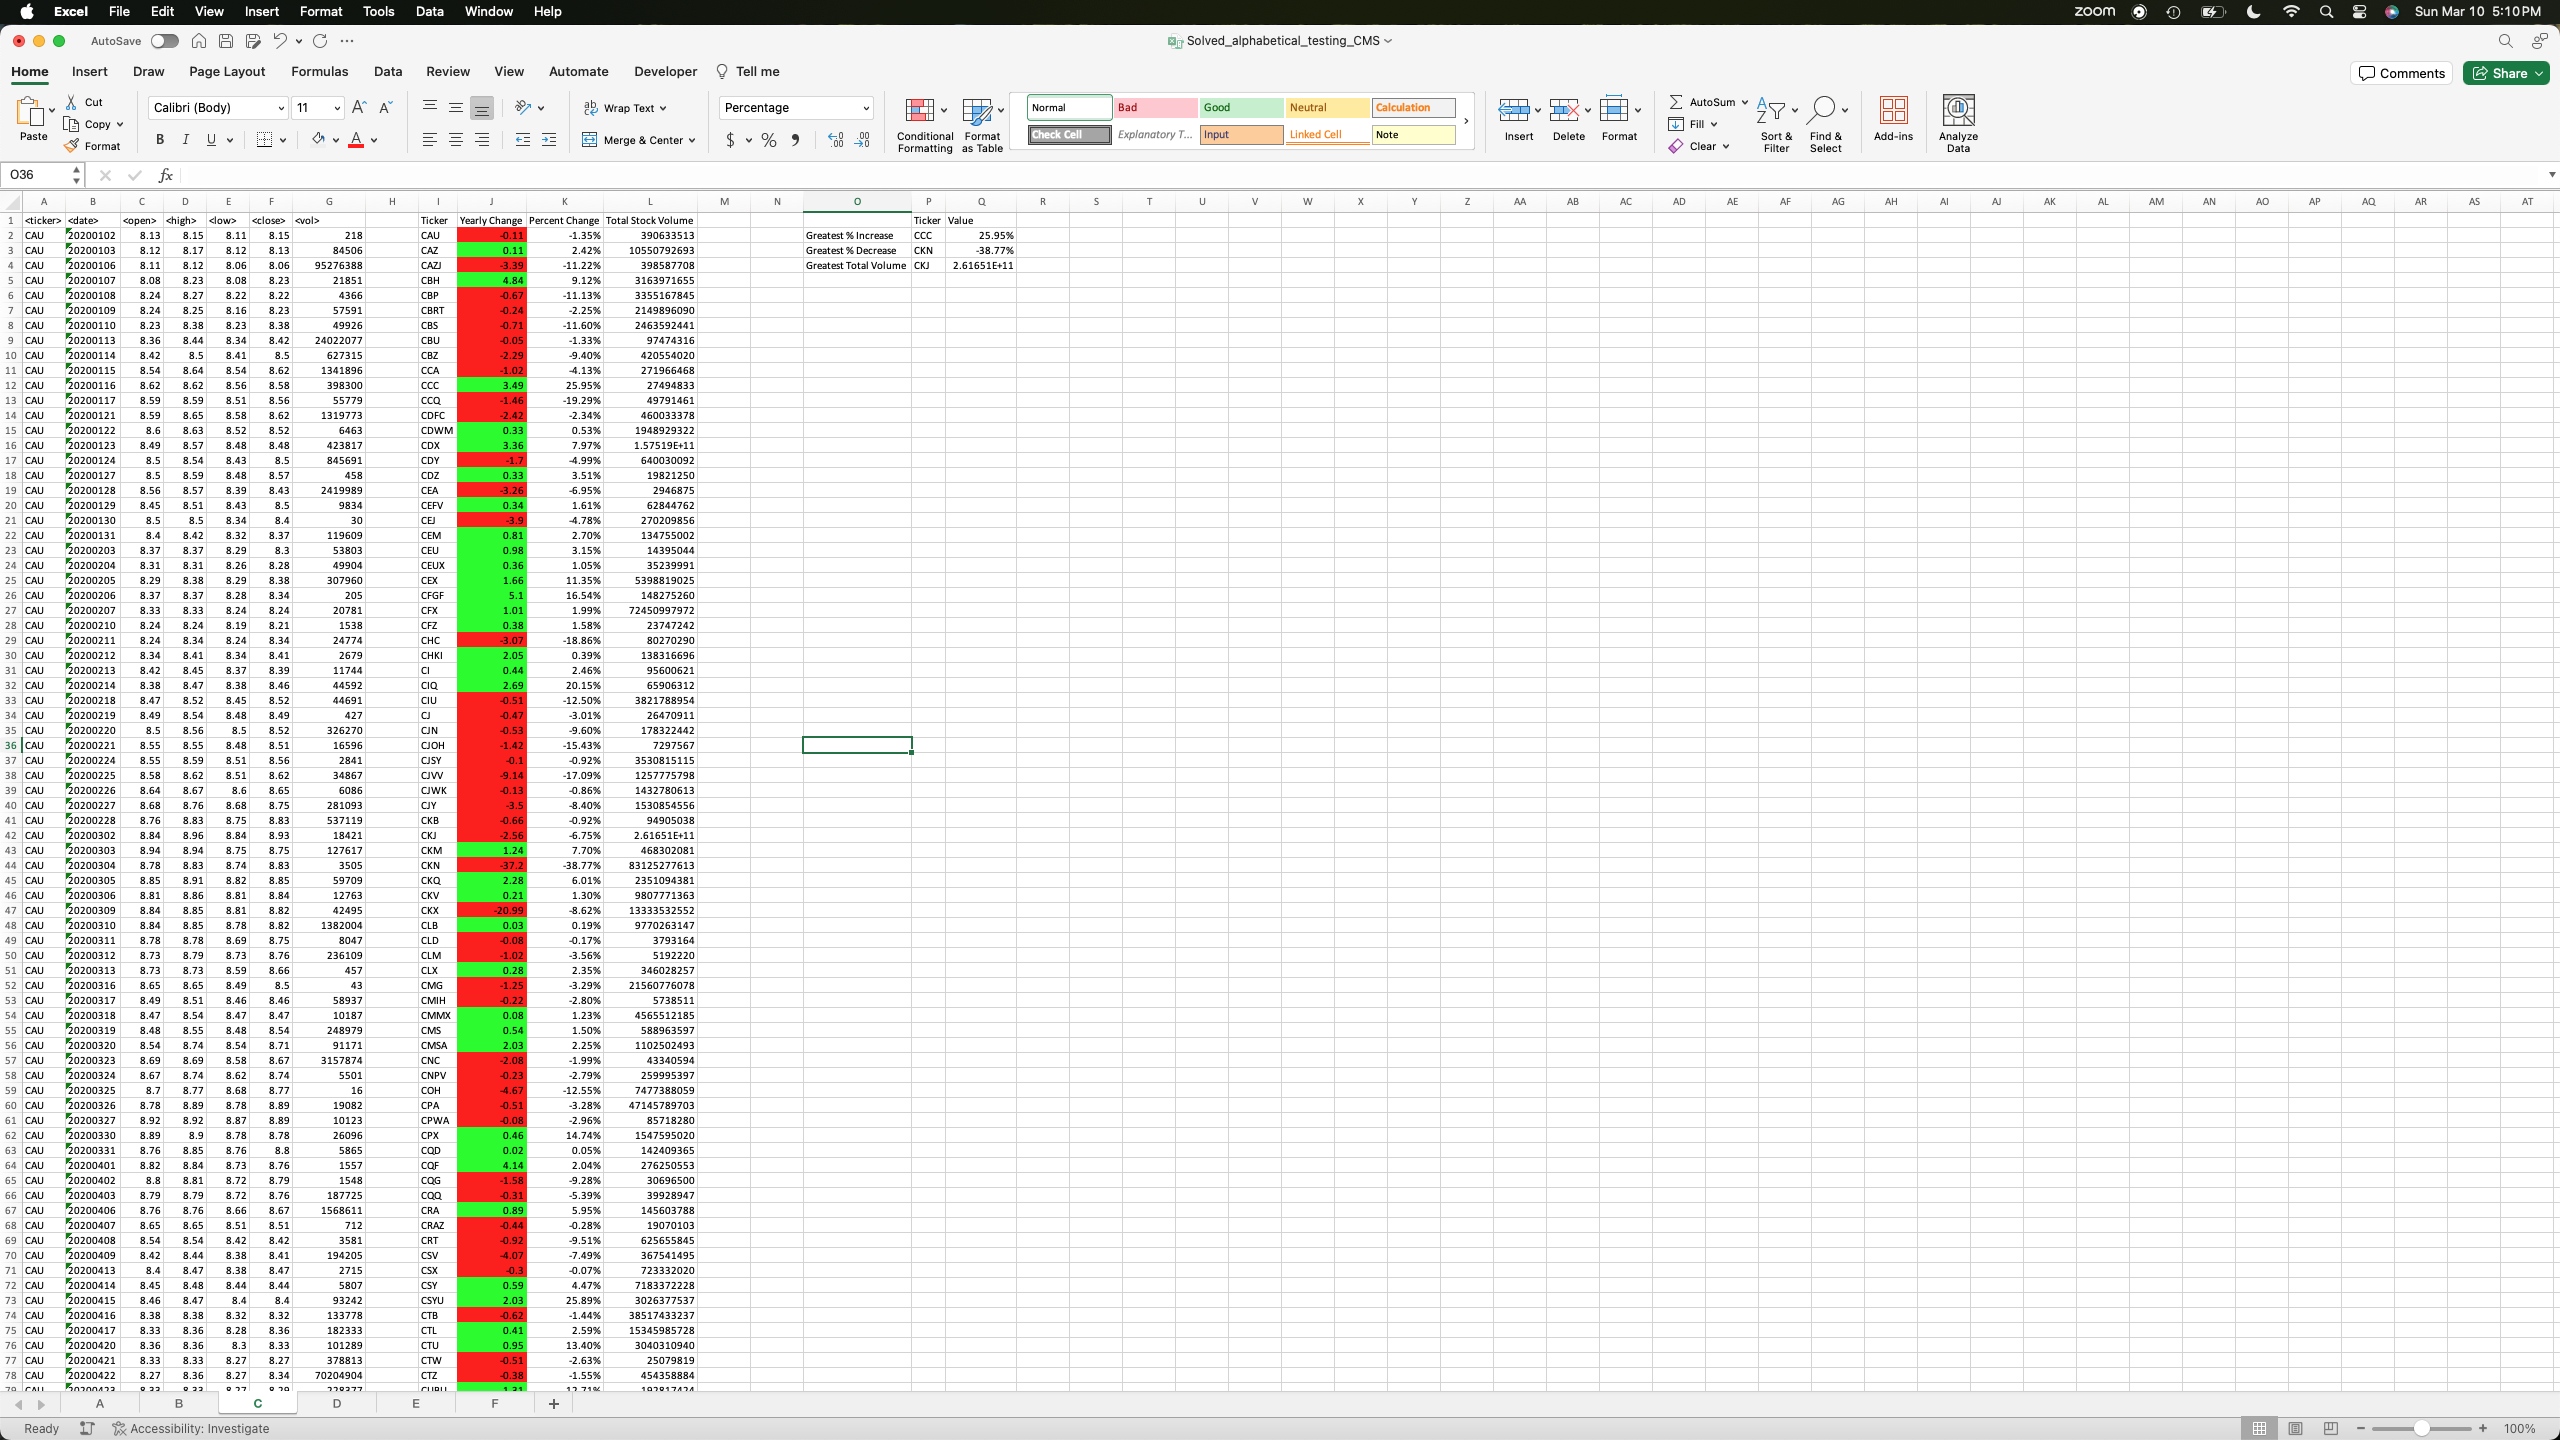 Excel File Edit View Insert Format Tools Data Window Help zoom Sun Mar 10 5:10 PM
AutoSave Solved_alphabetical_testing_CMS
Home Insert Draw Page Layout Formulas Data Review View Automate Developer Tell me Comments Share
Paste Cut Copy Format Calibri (Body) 11 Wrap Text Merge & Center Percentage Conditional Formatting Format as Table Normal Bad Good Neutral Calculation Check Cell Explanatory T... Input Linked Cell Note Insert Delete Format AutoSum Fill Clear Sort & Filter Find & Select Add-ins Analyze Data
O36 fx
A B C D E F G H I J K L M N O P Q R S T U V W X Y Z AA AB AC AD AE AF AG AH AI AJ AK AL AM AN AO AP AQ AR AS AT
1 <ticker> <date> <open> <high> <low> <close> <vol> Ticker Yearly Change Percent Change Total Stock Volume Ticker Value
2 CAU 20200102 8.13 8.15 8.11 8.15 218 CAU -0.11 -1.35% 390633513 Greatest % Increase CCC 25.95%
3 CAU 20200103 8.12 8.17 8.12 8.13 84506 CAZ 0.11 2.42% 10550792693 Greatest % Decrease CKN -38.77%
4 CAU 20200106 8.11 8.12 8.06 8.06 95276388 CAZJ -3.39 -11.22% 398587708 Greatest Total Volume CKJ 2.61651E+11
5 CAU 20200107 8.08 8.23 8.08 8.23 21851 CBH 4.84 9.12% 3163971655
6 CAU 20200108 8.24 8.27 8.22 8.22 4366 CBP -0.67 -11.13% 3355167845
7 CAU 20200109 8.24 8.25 8.16 8.23 57591 CBRT -0.24 -2.25% 2149896090
8 CAU 20200110 8.23 8.38 8.23 8.38 49926 CBS -0.71 -11.60% 2463592441
9 CAU 20200113 8.36 8.44 8.34 8.42 24022077 CBU -0.05 -1.33% 97474316
10 CAU 20200114 8.42 8.5 8.41 8.5 627315 CBZ -2.29 -9.40% 420554020
11 CAU 20200115 8.54 8.64 8.54 8.62 1341896 CCA -1.02 -4.13% 271966468
12 CAU 20200116 8.62 8.62 8.56 8.58 398300 CCC 3.49 25.95% 27494833
13 CAU 20200117 8.59 8.59 8.51 8.56 55779 CCQ -1.46 -19.29% 49791461
14 CAU 20200121 8.59 8.65 8.58 8.62 1319773 CDFC -2.42 -2.34% 460033378
15 CAU 20200122 8.6 8.63 8.52 8.52 6463 CDWM 0.33 0.53% 1948929322
16 CAU 20200123 8.49 8.57 8.48 8.48 423817 CDX 3.36 7.97% 1.57519E+11
17 CAU 20200124 8.5 8.54 8.43 8.5 845691 CDY -1.7 -4.99% 640030092
18 CAU 20200127 8.5 8.59 8.48 8.57 458 CDZ 0.33 3.51% 19821250
19 CAU 20200128 8.56 8.57 8.39 8.43 2419989 CEA -3.26 -6.95% 2946875
20 CAU 20200129 8.45 8.51 8.43 8.5 9834 CEFV 0.34 1.61% 62844762
21 CAU 20200130 8.5 8.5 8.34 8.4 30 CEJ -3.9 -4.78% 270209856
22 CAU 20200131 8.4 8.42 8.32 8.37 119609 CEM 0.81 2.70% 134755002
23 CAU 20200203 8.37 8.37 8.29 8.3 53803 CEU 0.98 3.15% 14395044
24 CAU 20200204 8.31 8.31 8.26 8.28 49904 CEUX 0.36 1.05% 35239991
25 CAU 20200205 8.29 8.38 8.29 8.38 307960 CEX 1.66 11.35% 5398819025
26 CAU 20200206 8.37 8.37 8.28 8.34 205 CFGF 5.1 16.54% 148275260
27 CAU 20200207 8.33 8.33 8.24 8.24 20781 CFX 1.01 1.99% 72450997972
28 CAU 20200210 8.24 8.24 8.19 8.21 1538 CFZ 0.38 1.58% 23747242
29 CAU 20200211 8.24 8.34 8.24 8.34 24774 CHC -3.07 -18.86% 80270290
30 CAU 20200212 8.34 8.41 8.34 8.41 2679 CHKI 2.05 0.39% 138316696
31 CAU 20200213 8.42 8.45 8.37 8.39 11744 CI 0.44 2.46% 95600621
32 CAU 20200214 8.38 8.47 8.38 8.46 44592 CIQ 2.69 20.15% 65906312
33 CAU 20200218 8.47 8.52 8.45 8.52 44691 CIU -0.51 -12.50% 3821788954
34 CAU 20200219 8.49 8.54 8.48 8.49 427 CJ -0.47 -3.01% 26470911
35 CAU 20200220 8.5 8.56 8.5 8.52 326270 CJN -0.53 -9.60% 178322442
36 CAU 20200221 8.55 8.55 8.48 8.51 16596 CJOH -1.42 -15.43% 7297567
37 CAU 20200224 8.55 8.59 8.51 8.56 2841 CJSY -0.1 -0.92% 3530815115
38 CAU 20200225 8.58 8.62 8.51 8.62 34867 CJVV -9.14 -17.09% 1257775798
39 CAU 20200226 8.64 8.67 8.6 8.65 6086 CJWK -0.13 -0.86% 1432780613
40 CAU 20200227 8.68 8.76 8.68 8.75 281093 CJY -3.5 -8.40% 1530854556
41 CAU 20200228 8.76 8.83 8.75 8.83 537119 CKB -0.66 -0.92% 94905038
42 CAU 20200302 8.84 8.96 8.84 8.93 18421 CKJ -2.56 -6.75% 2.61651E+11
43 CAU 20200303 8.94 8.94 8.75 8.75 127617 CKM 1.24 7.70% 468302081
44 CAU 20200304 8.78 8.83 8.74 8.83 3505 CKN -37.2 -38.77% 83125277613
45 CAU 20200305 8.85 8.91 8.82 8.85 59709 CKQ 2.28 6.01% 2351094381
46 CAU 20200306 8.81 8.86 8.81 8.84 12763 CKV 0.21 1.30% 9807771363
47 CAU 20200309 8.84 8.85 8.81 8.82 42495 CKX -20.99 -8.62% 13333532552
48 CAU 20200310 8.84 8.85 8.78 8.82 1382004 CLB 0.03 0.19% 9770263147
49 CAU 20200311 8.78 8.78 8.69 8.75 8047 CLD -0.08 -0.17% 3793164
50 CAU 20200312 8.73 8.79 8.73 8.76 236109 CLM -1.02 -3.56% 5192220
51 CAU 20200313 8.73 8.73 8.59 8.66 457 CLX 0.28 2.35% 346028257
52 CAU 20200316 8.65 8.65 8.49 8.5 43 CMG -1.25 -3.29% 21560776078
53 CAU 20200317 8.49 8.51 8.46 8.46 58937 CMIH -0.22 -2.80% 5738511
54 CAU 20200318 8.47 8.54 8.47 8.47 10187 CMMX 0.08 1.23% 4565512185
55 CAU 20200319 8.48 8.55 8.48 8.54 248979 CMS 0.54 1.50% 588963597
56 CAU 20200320 8.54 8.74 8.54 8.71 91171 CMSA 2.03 2.25% 1102502493
57 CAU 20200323 8.69 8.69 8.58 8.67 3157874 CNC -2.08 -1.99% 43340594
58 CAU 20200324 8.67 8.74 8.62 8.74 5501 CNPV -0.23 -2.79% 259995397
59 CAU 20200325 8.7 8.77 8.68 8.77 16 COH -4.67 -12.55% 7477388059
60 CAU 20200326 8.78 8.89 8.78 8.89 19082 CPA -0.51 -3.28% 47145789703
61 CAU 20200327 8.92 8.92 8.87 8.89 10123 CPWA -0.08 -2.96% 85718280
62 CAU 20200330 8.89 8.9 8.78 8.78 26096 CPX 0.46 14.74% 1547595020
63 CAU 20200331 8.76 8.85 8.76 8.8 5865 CQD 0.02 0.05% 142409365
64 CAU 20200401 8.82 8.84 8.73 8.76 1557 CQF 4.14 2.04% 276250553
65 CAU 20200402 8.8 8.81 8.72 8.79 1548 CQG -1.58 -9.28% 30696500
66 CAU 20200403 8.79 8.79 8.72 8.76 187725 CQQ -0.31 -5.39% 39928947
67 CAU 20200406 8.76 8.76 8.66 8.67 1568611 CRA 0.89 5.95% 145603788
68 CAU 20200407 8.65 8.65 8.51 8.51 712 CRAZ -0.44 -0.28% 19070103
69 CAU 20200408 8.54 8.54 8.42 8.42 3581 CRT -0.92 -9.51% 625655845
70 CAU 20200409 8.42 8.44 8.38 8.41 194205 CSV -4.07 -7.49% 367541495
71 CAU 20200413 8.4 8.47 8.38 8.47 2715 CSX -0.3 -0.07% 723332020
72 CAU 20200414 8.45 8.48 8.44 8.44 5807 CSY 0.59 4.47% 7183372228
73 CAU 20200415 8.46 8.47 8.4 8.4 93242 CSYU 2.03 25.89% 3026377537
74 CAU 20200416 8.38 8.38 8.32 8.32 133778 CTB -0.62 -1.44% 38517433237
75 CAU 20200417 8.33 8.36 8.28 8.36 182333 CTL 0.41 2.59% 15345985728
76 CAU 20200420 8.36 8.36 8.3 8.33 101289 CTU 0.95 13.40% 3040310940
77 CAU 20200421 8.33 8.33 8.27 8.27 378813 CTW -0.51 -2.63% 25079819
78 CAU 20200422 8.27 8.36 8.27 8.34 70204904 CTZ -0.38 -1.55% 454358884
A B C D E F +
Ready Accessibility: Investigate 100%